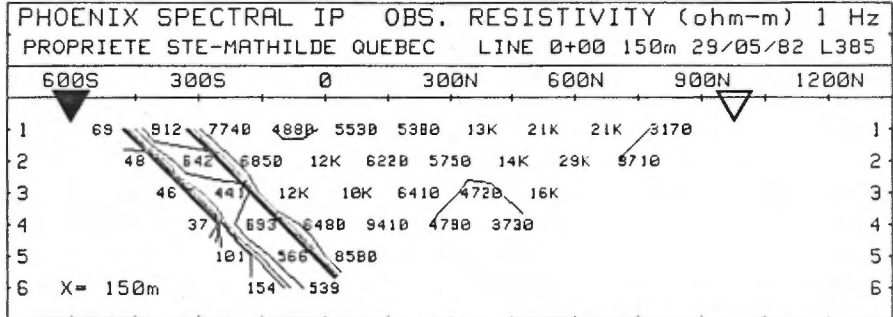 PHOENIX SPECTRAL IP OBS. RESISTIVITY (ohm-m) 1 Hz
PROPRIETE STE-MATHILDE QUEBEC LINE 0+00 150m 29/05/82 L385
600S 300S 0 300N 600N 900N 1200N
1 69 912 7740 4880 5530 5380 13K 21K 21K 3170 1
2 48 642 6850 12K 6220 5750 14K 29K 9710 2
3 46 441 12K 10K 6410 4720 16K 3
4 37 693 6480 9410 4790 3730 4
5 101 566 8580 5
6 X= 150m 154 539 6